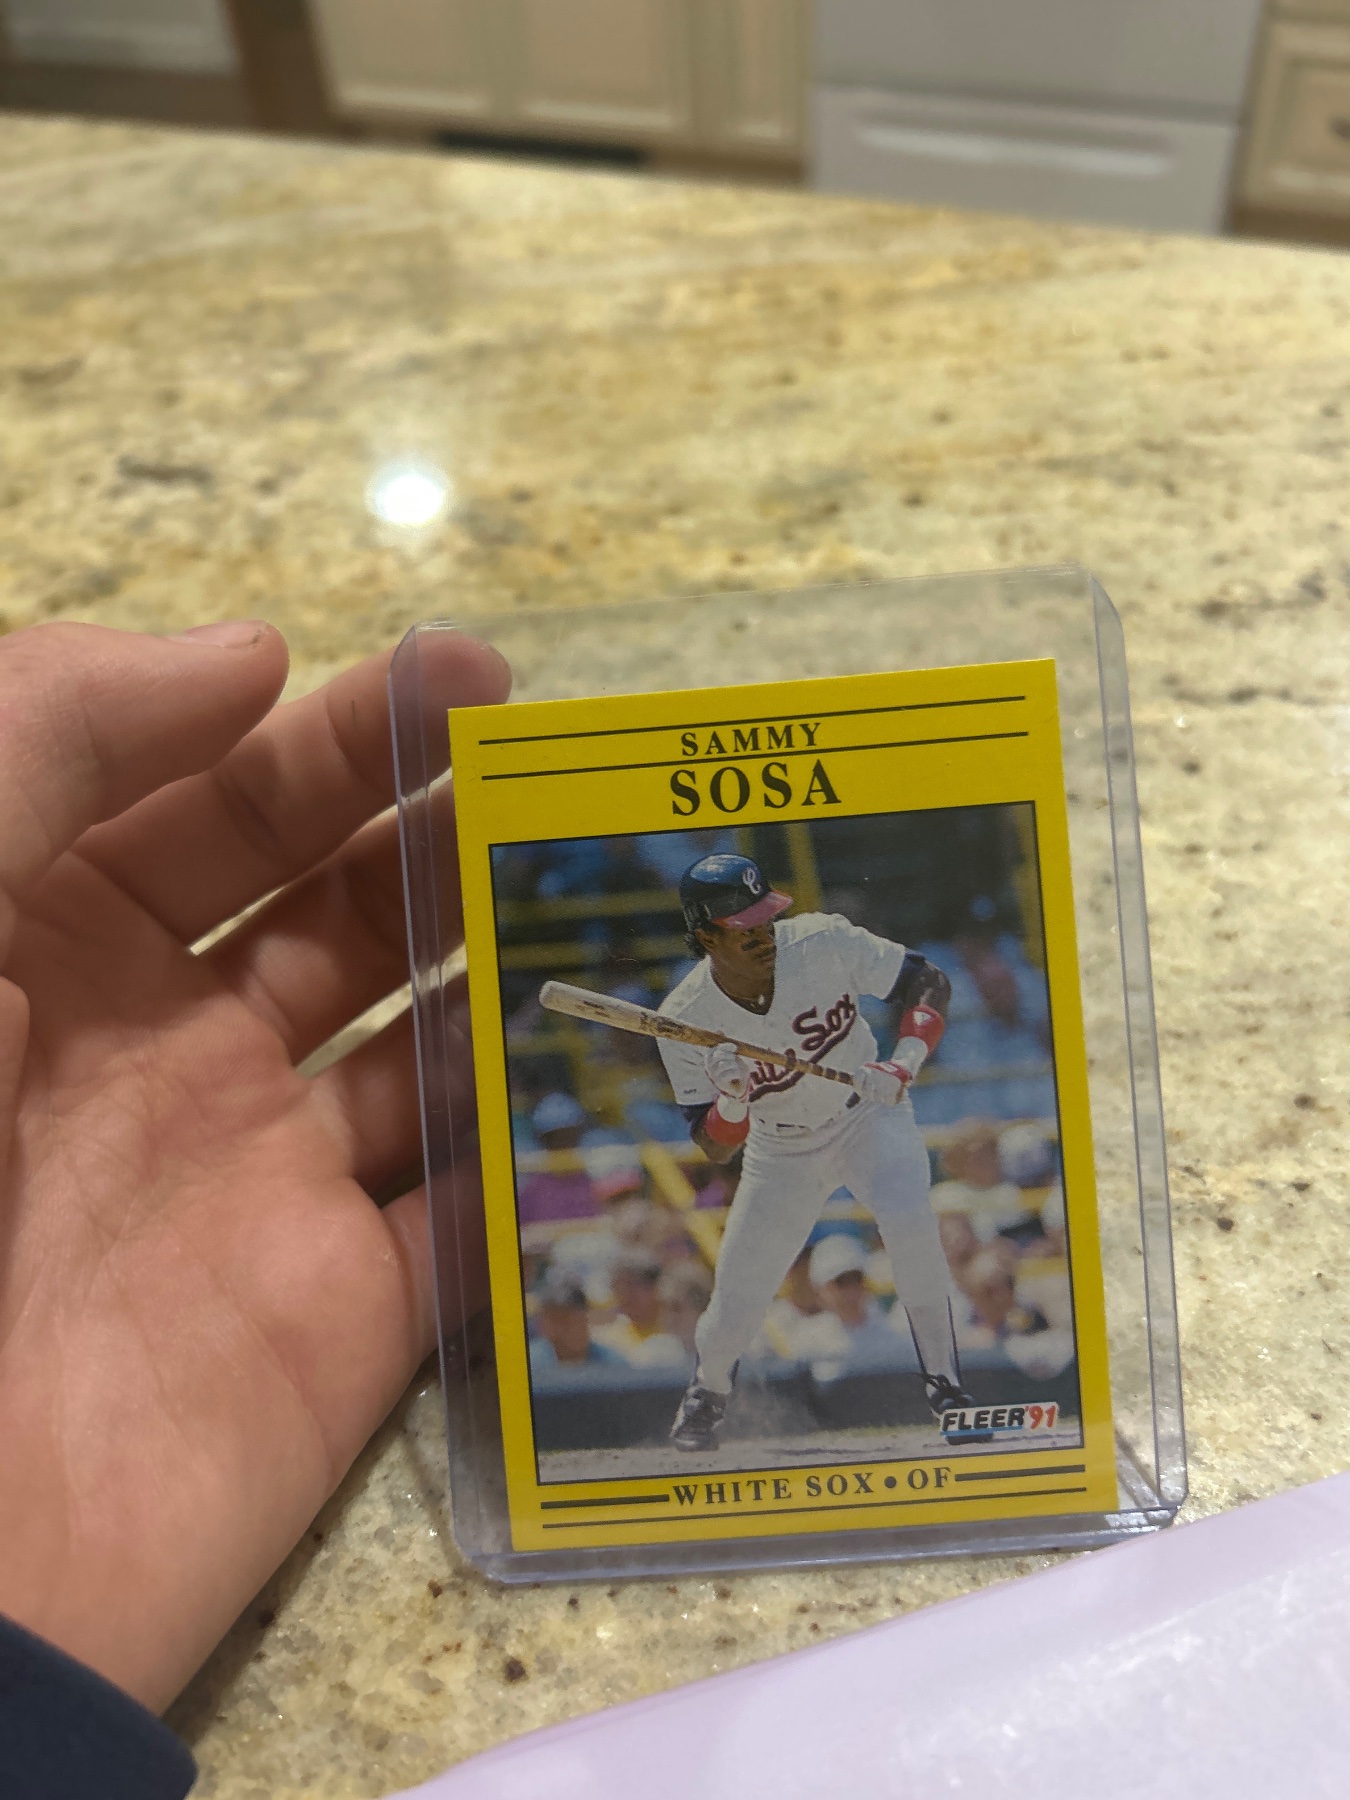 SAMMY
SOSA
Sox
FLEER '91
WHITE SOX • OF